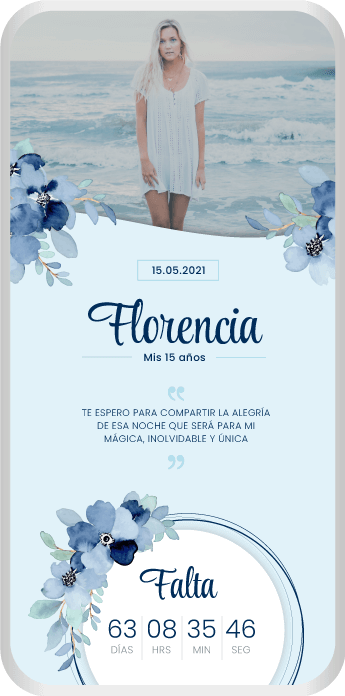 15.05.2021
Florencia
Mis 15 años
“
TE ESPERO PARA COMPARTIR LA ALEGRÍA
DE ESA NOCHE QUE SERÁ PARA MI
MÁGICA, INOLVIDABLE Y ÚNICA
”
Falta
63 08 35 46
DÍAS HRS MIN SEG